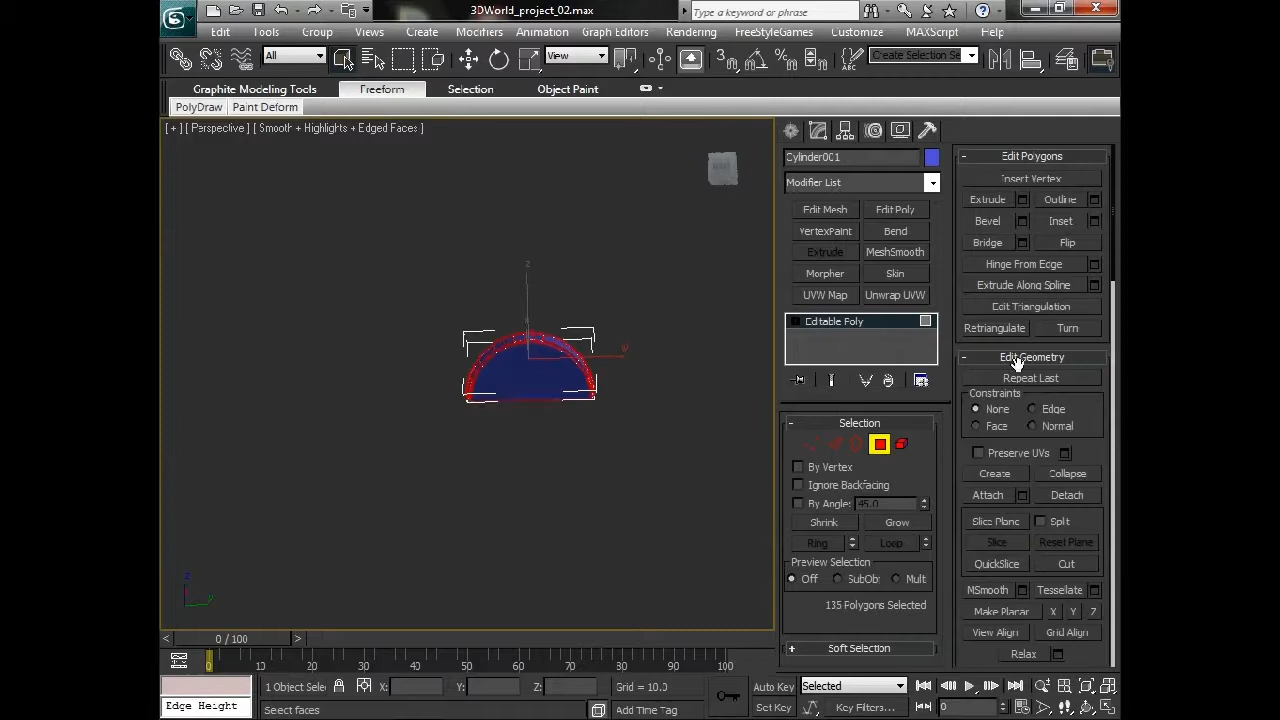 3DWorld_project_02.max
Type a keyword or phrase
Edit Tools Group Views Create Modifiers Animation Graph Editors Rendering FreeStyleGames Customize MAXScript Help
All View Create Selection Se
Graphite Modeling Tools Freeform Selection Object Paint
PolyDraw Paint Deform
[ + ] [ Perspective ] [ Smooth + Highlights + Edged Faces ]
Cylinder001
Modifier List
Edit Mesh Edit Poly
VertexPaint Bend
Extrude MeshSmooth
Morpher Skin
UVW Map Unwrap UVW
Editable Poly
Selection
By Vertex
Ignore Backfacing
By Angle: 45.0
Shrink Grow
Ring Loop
Preview Selection
Off SubObj Multi
135 Polygons Selected
Soft Selection
Edit Polygons
Insert Vertex
Extrude Outline
Bevel Inset
Bridge Flip
Hinge From Edge
Extrude Along Spline
Edit Triangulation
Retriangulate Turn
Edit Geometry
Repeat Last
Constraints
None Edge
Face Normal
Preserve UVs
Create Collapse
Attach Detach
Slice Plane Split
Slice Reset Plane
QuickSlice Cut
MSmooth Tesselate
Make Planar X Y Z
View Align Grid Align
Relax
z
y
z
y
< 0 / 100 >
0 10 20 30 40 50 60 70 80 90 100
1 Object Selec X: Y: Z: Grid = 10.0 Auto Key Selected
Edge Height Select faces Add Time Tag Set Key Key Filters... 0